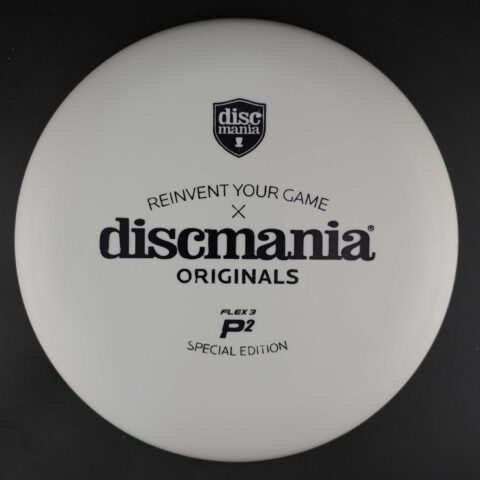 disc
mania
REINVENT YOUR GAME
×
discmania®
ORIGINALS
FLEX 3
P2
SPECIAL EDITION